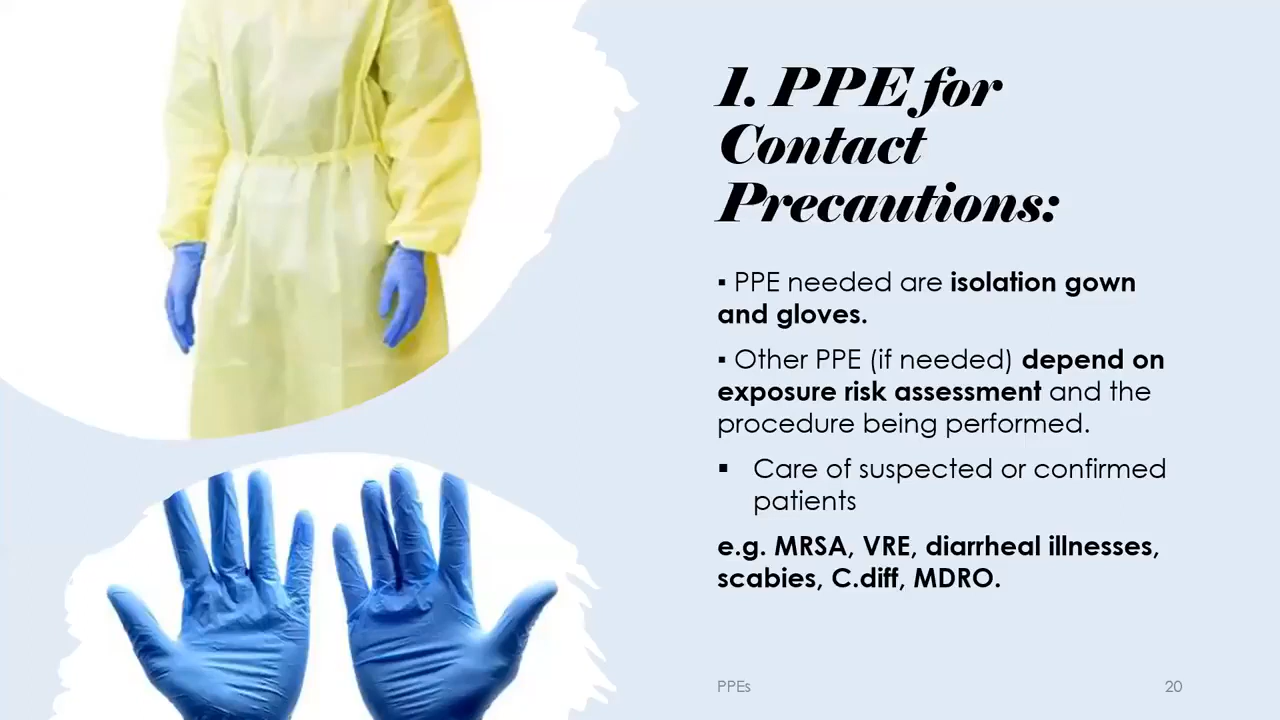 1. PPE for
Contact
Precautions:
▪ PPE needed are isolation gown
and gloves.
▪ Other PPE (if needed) depend on
exposure risk assessment and the
procedure being performed.
▪ Care of suspected or confirmed
patients
e.g. MRSA, VRE, diarrheal illnesses,
scabies, C.diff, MDRO.
PPEs 20